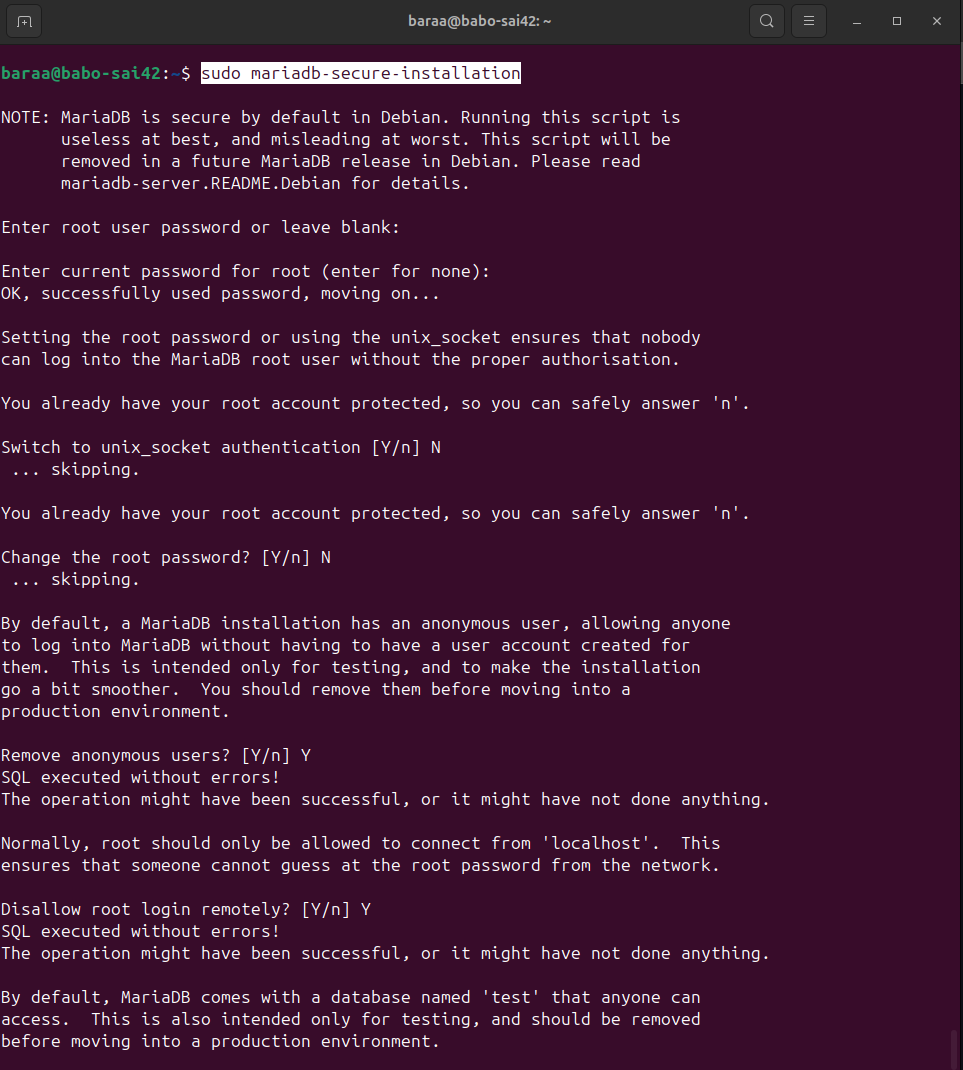 baraa@babo-sai42: ~
baraa@babo-sai42:~$ sudo mariadb-secure-installation
NOTE: MariaDB is secure by default in Debian. Running this script is
useless at best, and misleading at worst. This script will be
removed in a future MariaDB release in Debian. Please read
mariadb-server.README.Debian for details.
Enter root user password or leave blank:
Enter current password for root (enter for none):
OK, successfully used password, moving on...
Setting the root password or using the unix_socket ensures that nobody
can log into the MariaDB root user without the proper authorisation.
You already have your root account protected, so you can safely answer 'n'.
Switch to unix_socket authentication [Y/n] N
... skipping.
You already have your root account protected, so you can safely answer 'n'.
Change the root password? [Y/n] N
... skipping.
By default, a MariaDB installation has an anonymous user, allowing anyone
to log into MariaDB without having to have a user account created for
them.  This is intended only for testing, and to make the installation
go a bit smoother.  You should remove them before moving into a
production environment.
Remove anonymous users? [Y/n] Y
SQL executed without errors!
The operation might have been successful, or it might have not done anything.
Normally, root should only be allowed to connect from 'localhost'.  This
ensures that someone cannot guess at the root password from the network.
Disallow root login remotely? [Y/n] Y
SQL executed without errors!
The operation might have been successful, or it might have not done anything.
By default, MariaDB comes with a database named 'test' that anyone can
access.  This is also intended only for testing, and should be removed
before moving into a production environment.